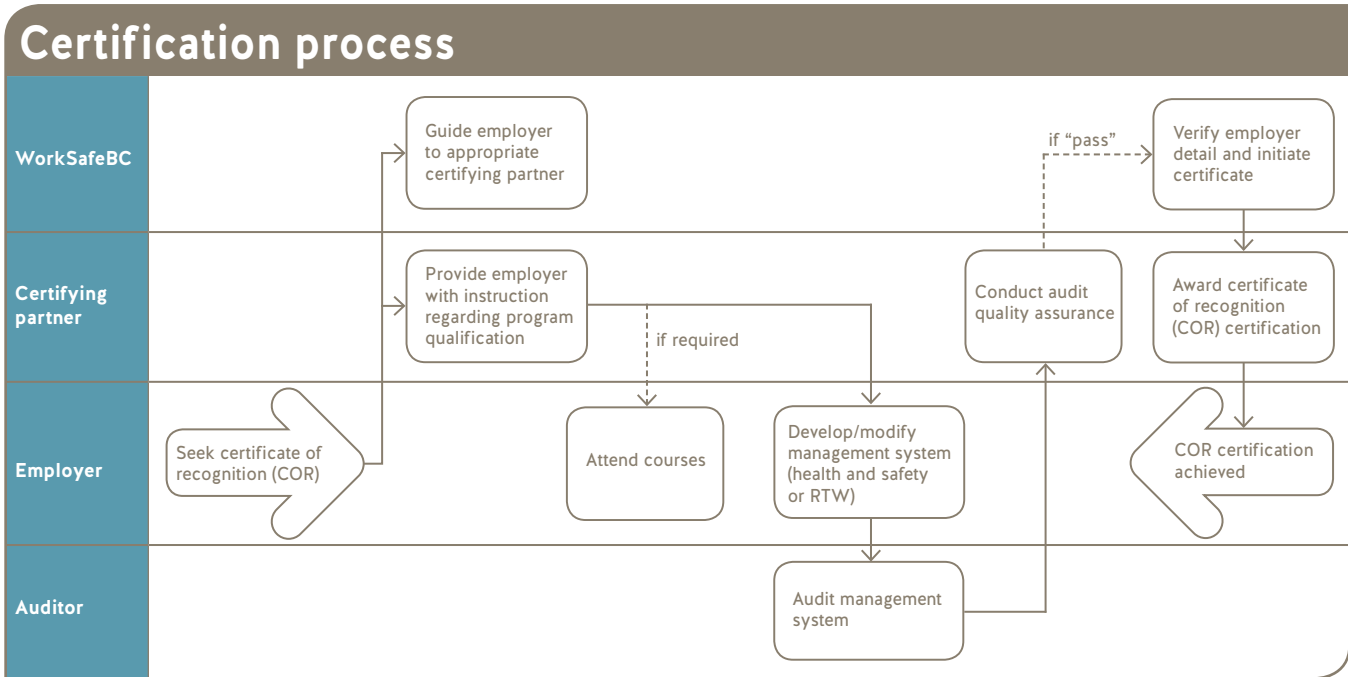 Certification process
WorkSafeBC
Guide employer
to appropriate
certifying partner
if “pass”
Verify employer
detail and initiate
certificate
Certifying
partner
Provide employer
with instruction
regarding program
qualification
if required
Conduct audit
quality assurance
Award certificate
of recognition
(COR) certification
Employer
Seek certificate of
recognition (COR)
Attend courses
Develop/modify
management system
(health and safety
or RTW)
COR certification
achieved
Auditor
Audit management
system